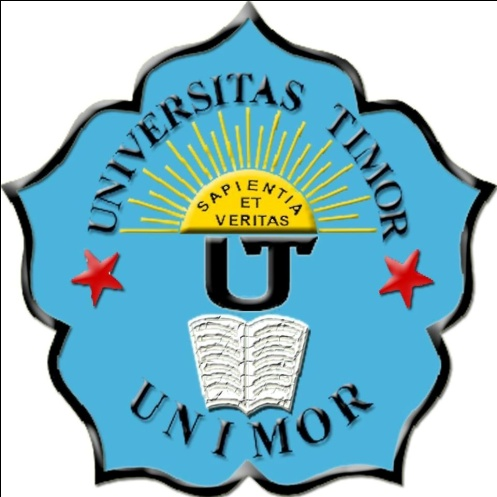 UNIVERSITAS TIMOR
SAPIENTIA
ET
VERITAS
UT
UNIMOR